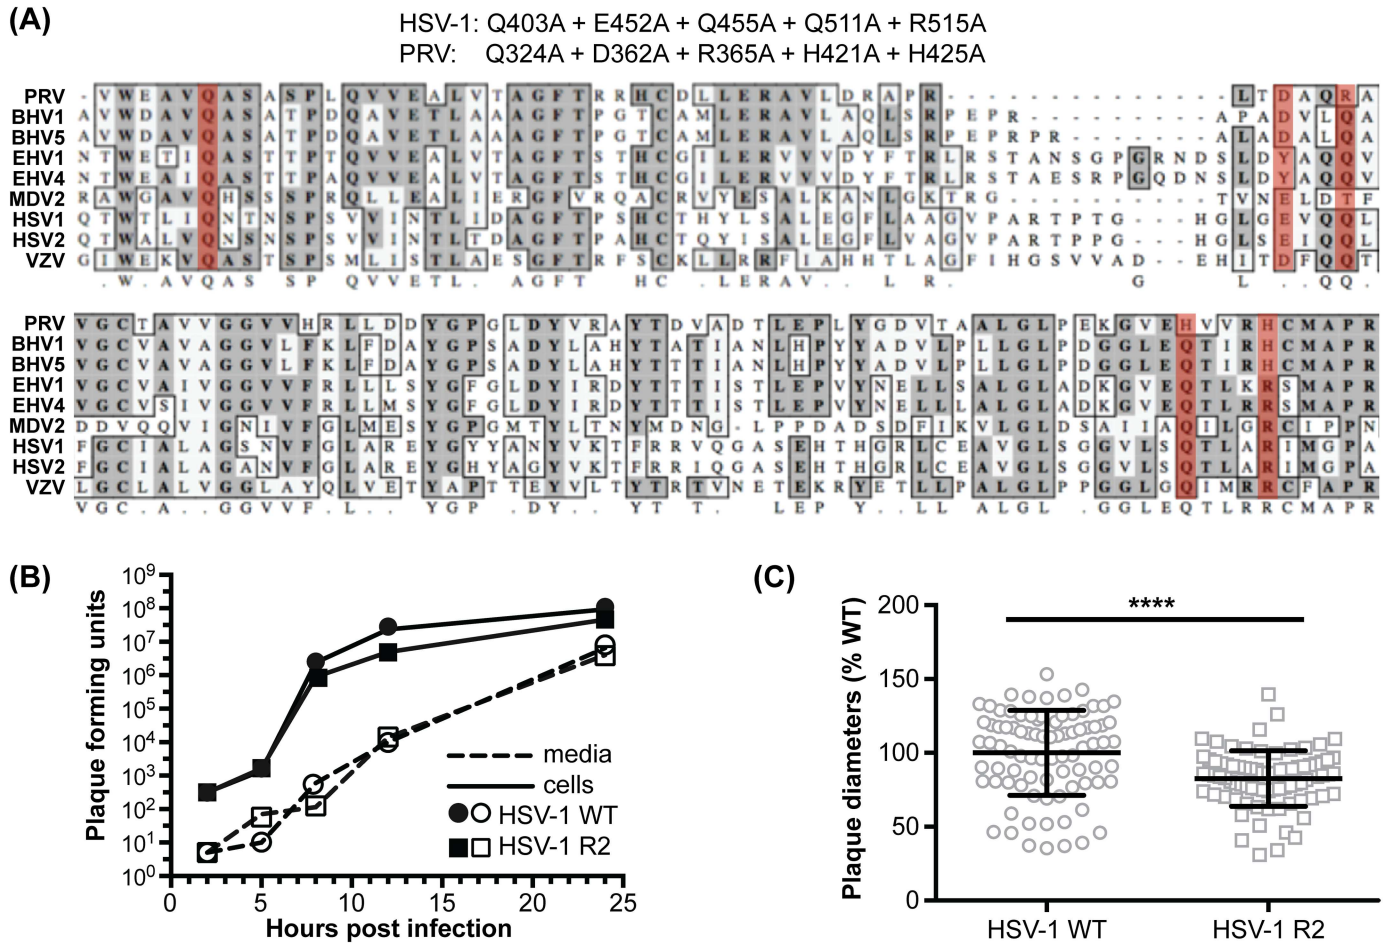 (A)
HSV-1: Q403A + E452A + Q455A + Q511A + R515A
PRV: Q324A + D362A + R365A + H421A + H425A
PRV - V W E A V Q A S A S P L Q V V E A L V T A G F T R R H C D L L E R A V L D R A P R - - - - - - - - - - - - - - L T D A Q R A
BHV1 A V W D A V Q A S A T P D Q A V E T L A A A G F T P G T C A M L E R A V L A Q L S R P E P R - - - - - - - - - A P A D V L Q A
BHV5 A V W D A V Q A S A T P D Q A V E T L A A A G F T P G T C A M L E R A V L A Q L S R P E P R P R - - - - - - - A L A D A L Q A
EHV1 N T W E T I Q A S T T P T Q V V E A L V T A G F T S T H C G I L E R V V V D Y F T R L R S T A N S G P G R N D S L D Y A Q Q V
EHV4 N T W E A I Q A S T T P T Q V V E A L V T A G F T S T H C G I L E R V V V D Y F T R L R S T A E S R P G Q D N S L D Y A Q Q V
MDV2 R A W G A V Q H S S S P R Q L L E A L I E R G F V R Q A C R V Y E S A L K A N L G K T R G - - - - - - - - - - T V N E L D T F
HSV1 Q T W T L I Q N T N S P S V V I N T L I D A G F T P S H C T H Y L S A L E G F L A A G V P A R T P T G - - - H G L G E V Q Q L
HSV2 Q T W A L V Q N S N S P S V V I N T L T D A G F T P A H C T Q Y I S A L E G F L V A G V P A R T P P G - - - H G L S E I Q Q L
VZV G I W E K V Q A S T S P S M L I S T L A E S G F T R F S C K L L R R F I A H H T L A G F I H G S V V A D - - E H I T D F Q Q T
. W . A V Q A S S P Q V V E T L . A G F T H C . L E R A V . L R . G L . Q Q .
PRV V G C T A V V G G V V H R L L D D Y G P G L D Y V R A Y T D V A D T L E P L Y G D V T A A L G L P E K G V E H V V R H C M A P R
BHV1 V G C V A V A G G V L F K L F D A Y G P S A D Y L A H Y T A T I A N L H P Y Y A D V L P L L G L P D G G L E Q T I R H C M A P R
BHV5 V G C V A V A G G V L F K L F D A Y G P S A D Y L A H Y T A T I A N L H P Y Y A D V L P L L G L P D G G L E Q T I R H C M A P R
EHV1 V G C V A I V G G V V F R L L L S Y G F G L D Y I R D Y T T T I S T L E P V Y N E L L S A L G L A D K G V E Q T L K R S M A P R
EHV4 V G C V S I V G G V V F R L L M S Y G F G L D Y I R D Y T T T I S T L E P V Y N E L L L A L G L A D K G V E Q T L R R S M A P R
MDV2 D D V Q Q V I G N I V F G L M E S Y G P G M T Y L T N Y M D N G - L P P D A D S D F I K V L G L D S A I I A Q I L G R C I P P N
HSV1 F G C I A L A G S N V F G L A R E Y G Y Y A N Y V K T F R R V Q G A S E H T H G R L C E A V G L S G G V L S Q T L A R I M G P A
HSV2 F G C I A L A G A N V F G L A R E Y G H Y A G Y V K T F R R I Q G A S E H T H G R L C E A V G L S G G V L S Q T L A R I M G P A
VZV L G C L A L V G G L A Y Q L V E T Y A P T T E Y V L T Y T R T V N E T E K R Y E T L L P A L G L P P G G L G Q I M R R C F A P R
V G C . A . . G G V V F . L . . Y G P . D Y . . Y T T . L E P Y . . L L A L G L . G G L E Q T L R R C M A P R
(B)
Plaque forming units
10⁹
10⁸
10⁷
10⁶
10⁵
10⁴
10³
10²
10¹
10⁰
0 5 10 15 20 25
Hours post infection
media
cells
HSV-1 WT
HSV-1 R2
(C)
Plaque diameters (% WT)
200
150
100
50
0
****
HSV-1 WT HSV-1 R2